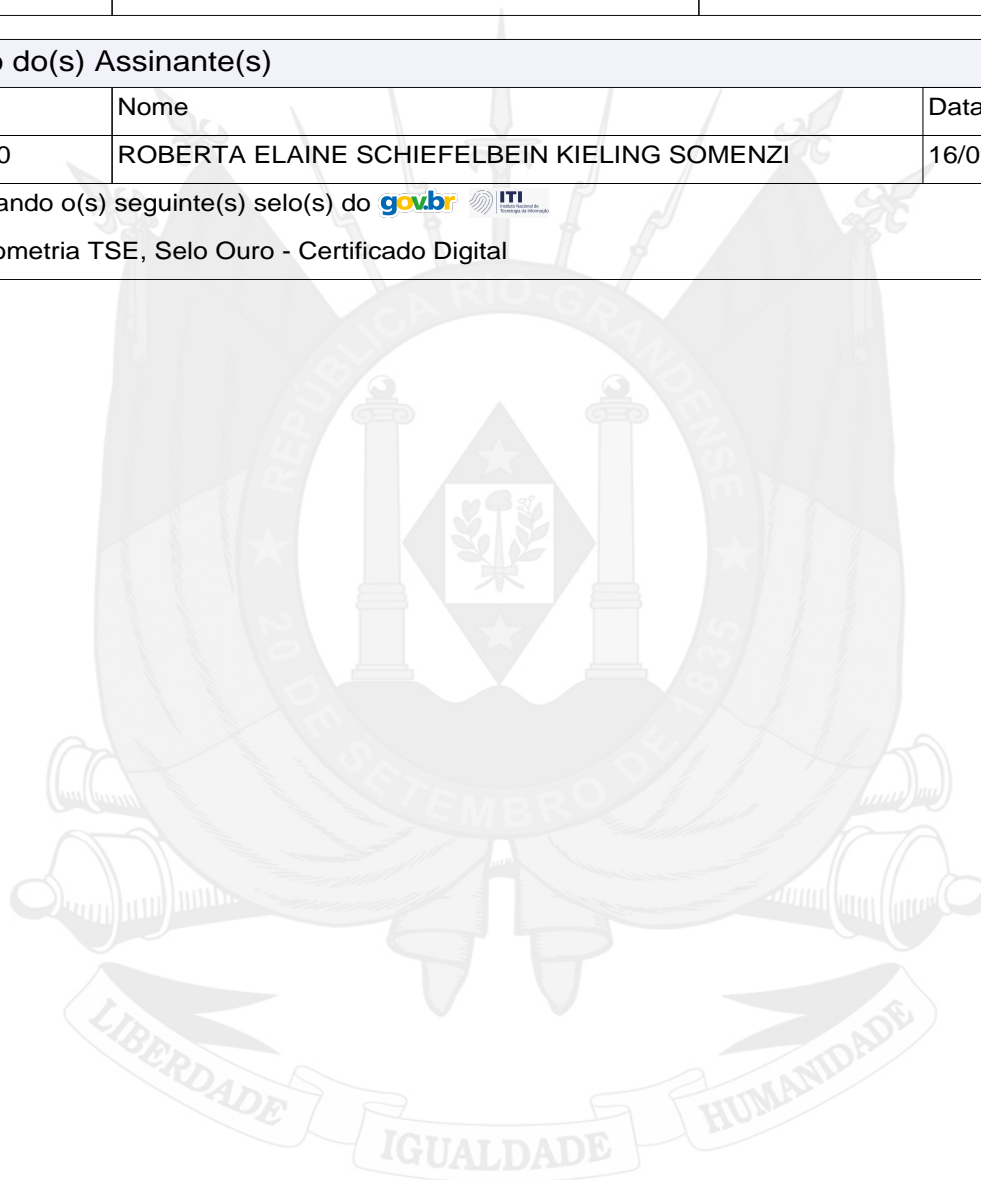 o do(s) Assinante(s)
Nome Data
0 ROBERTA ELAINE SCHIEFELBEIN KIELING SOMENZI 16/0
ando o(s) seguinte(s) selo(s) do gov.br ITI
ometria TSE, Selo Ouro - Certificado Digital
REPÚBLICA RIO-GRANDENSE
20 DE SETEMBRO DE 1835
LIBERDADE IGUALDADE HUMANIDADE